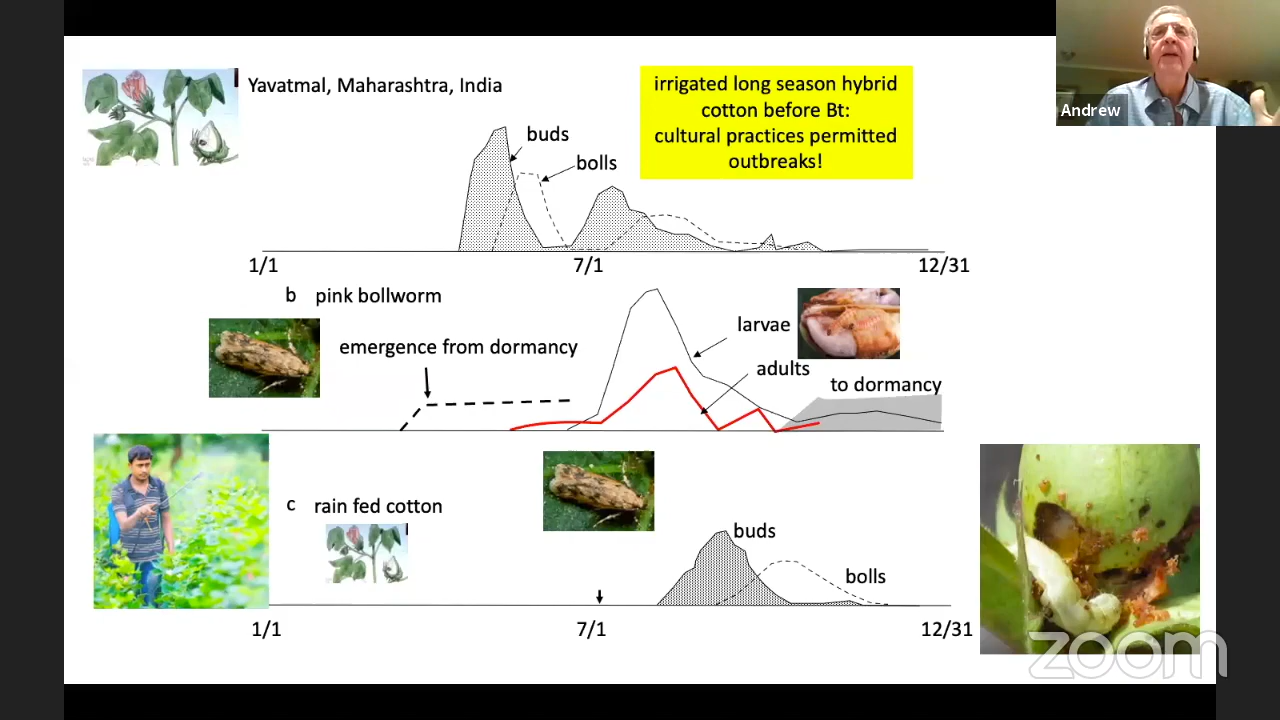 Yavatmal, Maharashtra, India
irrigated long season hybrid
cotton before Bt:
cultural practices permitted
outbreaks!
Andrew
buds
bolls
1/1
7/1
12/31
b pink bollworm
larvae
emergence from dormancy
adults
to dormancy
c rain fed cotton
buds
bolls
1/1
7/1
12/31
zoom